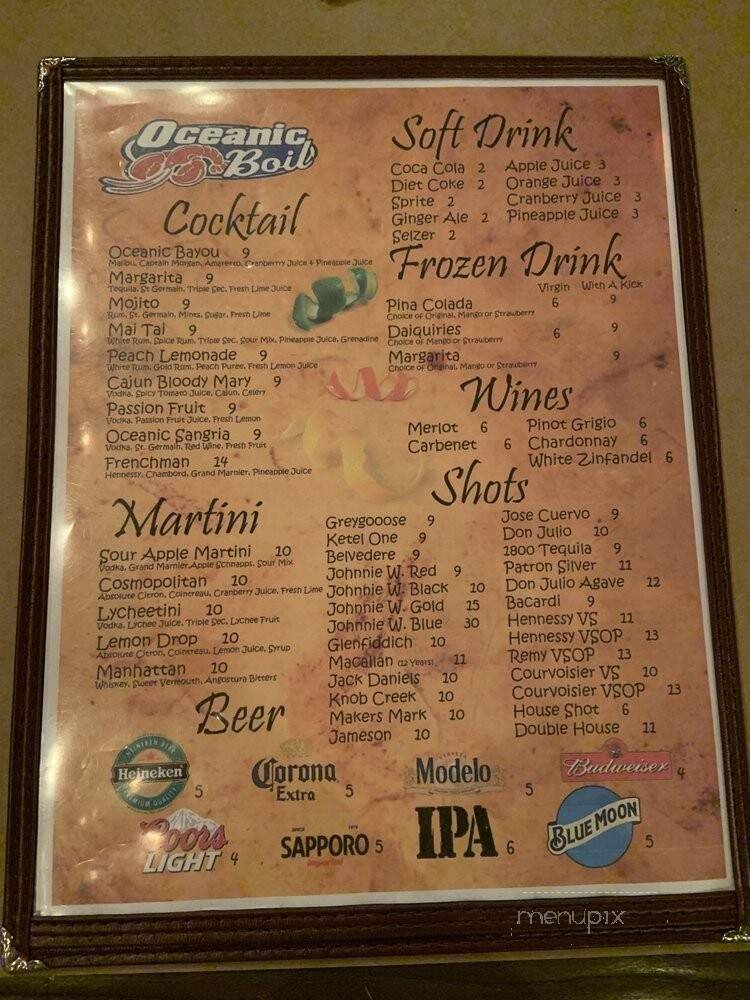 Oceanic
Boil
Cocktail
Oceanic Bayou 9
Malibu, Captain Morgan, Amaretto, Cranberry Juice & Pineapple Juice
Margarita 9
Tequila, St Germain, Triple Sec, Fresh Lime Juice
Mojito 9
Rum, St. Germain, Mints, Sugar, Fresh Lime
Mai Tai 9
White Rum, Spice Rum, Triple Sec, Sour Mix, Pineapple Juice, Grenadine
Peach Lemonade 9
White Rum, Gold Rum, Peach Puree, Fresh Lemon Juice
Cajun Bloody Mary 9
Vodka, Spicy Tomato Juice, Cajun, Celery
Passion Fruit 9
Vodka, Passion Fruit Juice, Fresh Lemon
Oceanic Sangria 9
Vodka, St. Germain, Red Wine, Fresh Fruit
Frenchman 14
Hennessy, Chambord, Grand Marnier, Pineapple Juice
Martini
Sour Apple Martini 10
Vodka, Grand Marnier, Apple Schnapps, Sour Mix
Cosmopolitan 10
Absolute Citron, Cointreau, Cranberry Juice, Fresh Lime
Lycheetini 10
Vodka, Lychee Juice, Triple Sec, Lychee Fruit
Lemon Drop 10
Absolute Citron, Cointreau, Lemon Juice, Syrup
Manhattan 10
Whiskey, Sweet Vermouth, Angostura Bitters
Soft Drink
Coca Cola 2 Apple Juice 3
Diet Coke 2 Orange Juice 3
Sprite 2 Cranberry Juice 3
Ginger Ale 2 Pineapple Juice 3
Selzer 2
Frozen Drink
Virgin With A Kick
Pina Colada 6 9
Choice of Original, Mango or Strawberry
Daiquiries 6 9
Choice of Mango or Strawberry
Margarita 9
Choice of Original, Mango or Strawberry
Wines
Merlot 6 Pinot Grigio 6
Carbenet 6 Chardonnay 6
White Zinfandel 6
Shots
Greygooose 9
Ketel One 9
Belvedere 9
Johnnie W. Red 9
Johnnie W. Black 10
Johnnie W. Gold 15
Johnnie W. Blue 30
Glenfiddich 10
Macallan (12 Years) 11
Jack Daniels 10
Knob Creek 10
Makers Mark 10
Jameson 10
Jose Cuervo 9
Don Julio 10
1800 Tequila 9
Patron Silver 11
Don Julio Agave 12
Bacardi 9
Hennessy VS 11
Hennessy VSOP 13
Remy VSOP 13
Courvoisier VS 10
Courvoisier VSOP 13
House Shot 6
Double House 11
Beer
Heineken 5
Corona
Extra 5
Modelo 5
Budweiser 4
Coors
LIGHT 4
SAPPORO 5
IPA 6
BLUE MOON 5
menupix